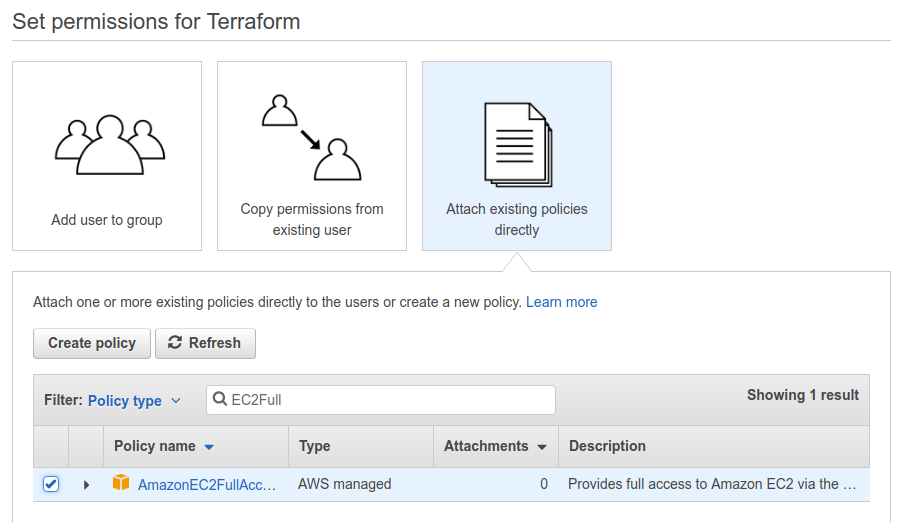 Set permissions for Terraform
Add user to group
Copy permissions from
existing user
Attach existing policies
directly
Attach one or more existing policies directly to the users or create a new policy. Learn more
Create policy Refresh
Filter: Policy type EC2Full Showing 1 result
Policy name Type Attachments Description
AmazonEC2FullAcc... AWS managed 0 Provides full access to Amazon EC2 via the ...